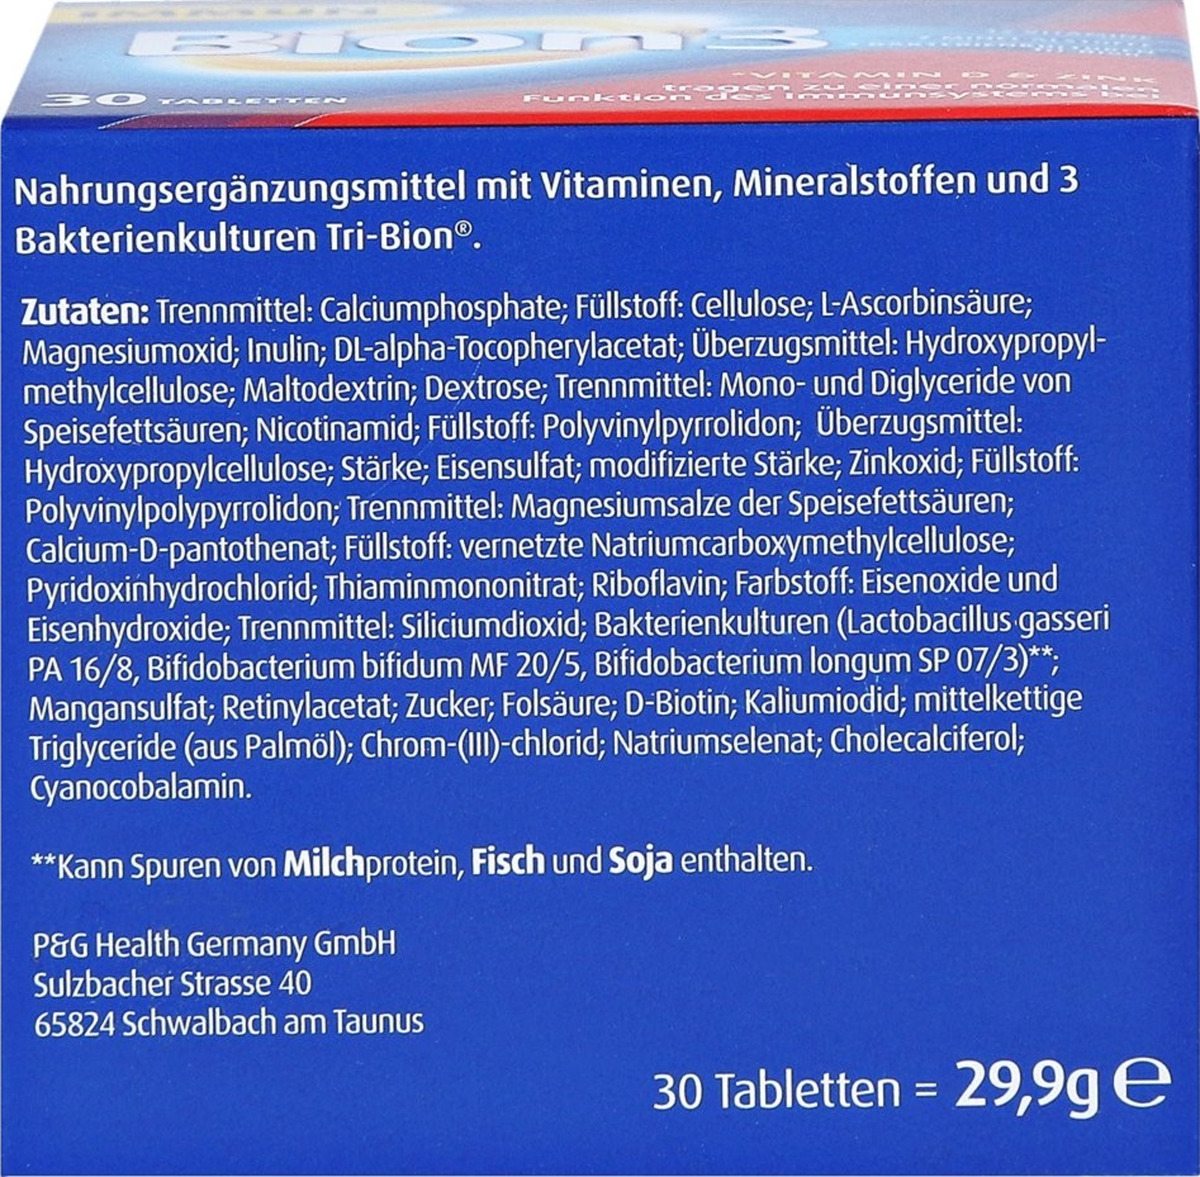 IMMUN
Bion3
30 TABLETTEN
*VITAMIN D & ZINK
tragen zu einer normalen
Funktion des Immunsystems bei
Nahrungsergänzungsmittel mit Vitaminen, Mineralstoffen und 3
Bakterienkulturen Tri-Bion®.
Zutaten: Trennmittel: Calciumphosphate; Füllstoff: Cellulose; L-Ascorbinsäure;
Magnesiumoxid; Inulin; DL-alpha-Tocopherylacetat; Überzugsmittel: Hydroxypropyl-
methylcellulose; Maltodextrin; Dextrose; Trennmittel: Mono- und Diglyceride von
Speisefettsäuren; Nicotinamid; Füllstoff: Polyvinylpyrrolidon; Überzugsmittel:
Hydroxypropylcellulose; Stärke; Eisensulfat; modifizierte Stärke; Zinkoxid; Füllstoff:
Polyvinylpolypyrrolidon; Trennmittel: Magnesiumsalze der Speisefettsäuren;
Calcium-D-pantothenat; Füllstoff: vernetzte Natriumcarboxymethylcellulose;
Pyridoxinhydrochlorid; Thiaminmononitrat; Riboflavin; Farbstoff: Eisenoxide und
Eisenhydroxide; Trennmittel: Siliciumdioxid; Bakterienkulturen (Lactobacillus gasseri
PA 16/8, Bifidobacterium bifidum MF 20/5, Bifidobacterium longum SP 07/3)**;
Mangansulfat; Retinylacetat; Zucker; Folsäure; D-Biotin; Kaliumiodid; mittelkettige
Triglyceride (aus Palmöl); Chrom-(III)-chlorid; Natriumselenat; Cholecalciferol;
Cyanocobalamin.
**Kann Spuren von Milchprotein, Fisch und Soja enthalten.
P&G Health Germany GmbH
Sulzbacher Strasse 40
65824 Schwalbach am Taunus
30 Tabletten = 29,9g ℮